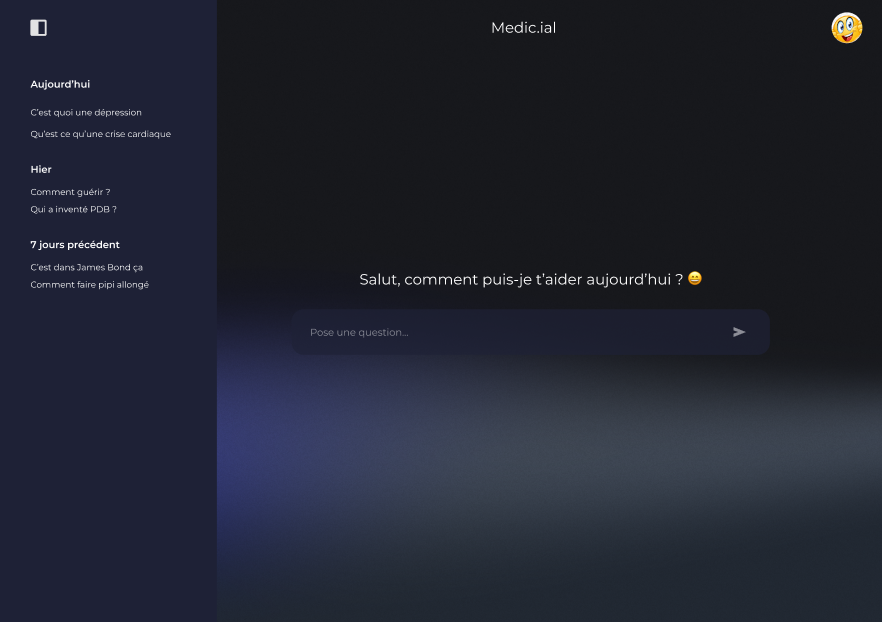 Medic.ial
Aujourd’hui
C’est quoi une dépression
Qu’est ce qu’une crise cardiaque
Hier
Comment guérir ?
Qui a inventé PDB ?
7 jours précédent
C’est dans James Bond ça
Comment faire pipi allongé
Salut, comment puis-je t’aider aujourd’hui ? 😄
Pose une question...